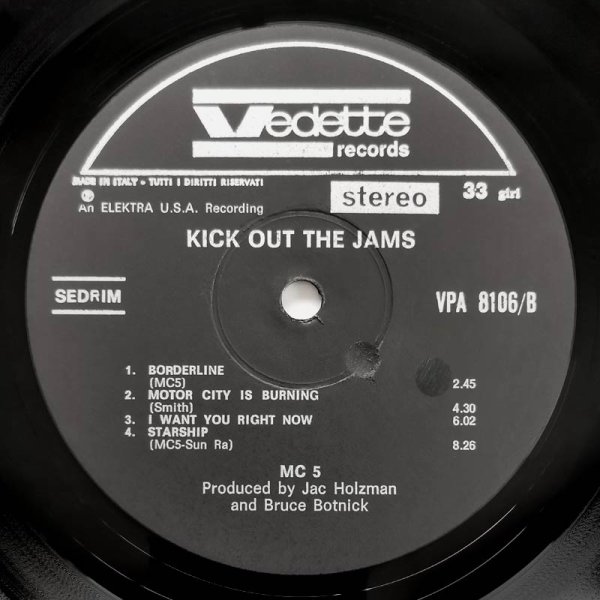 Vedette
records
MADE IN ITALY - TUTTI I DIRITTI RISERVATI
An ELEKTRA U.S.A. Recording
stereo
33 giri
KICK OUT THE JAMS
SEDRIM
VPA 8106/B
1. BORDERLINE
(MC5) 2.45
2. MOTOR CITY IS BURNING
(Smith) 4.30
3. I WANT YOU RIGHT NOW 6.02
4. STARSHIP
(MC5-Sun Ra) 8.26
MC 5
Produced by Jac Holzman
and Bruce Botnick